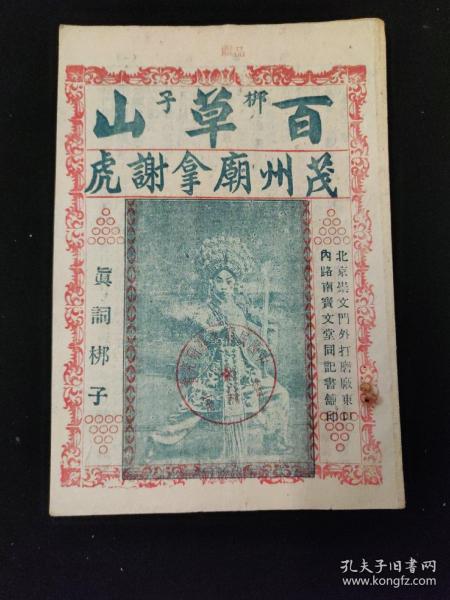 百草山
梆子
茂州廟拿謝虎
北京崇文門外打磨廠東口
內路南寶文堂同記書舖印
眞詞梆子
孔夫子旧书网
www.kongfz.com